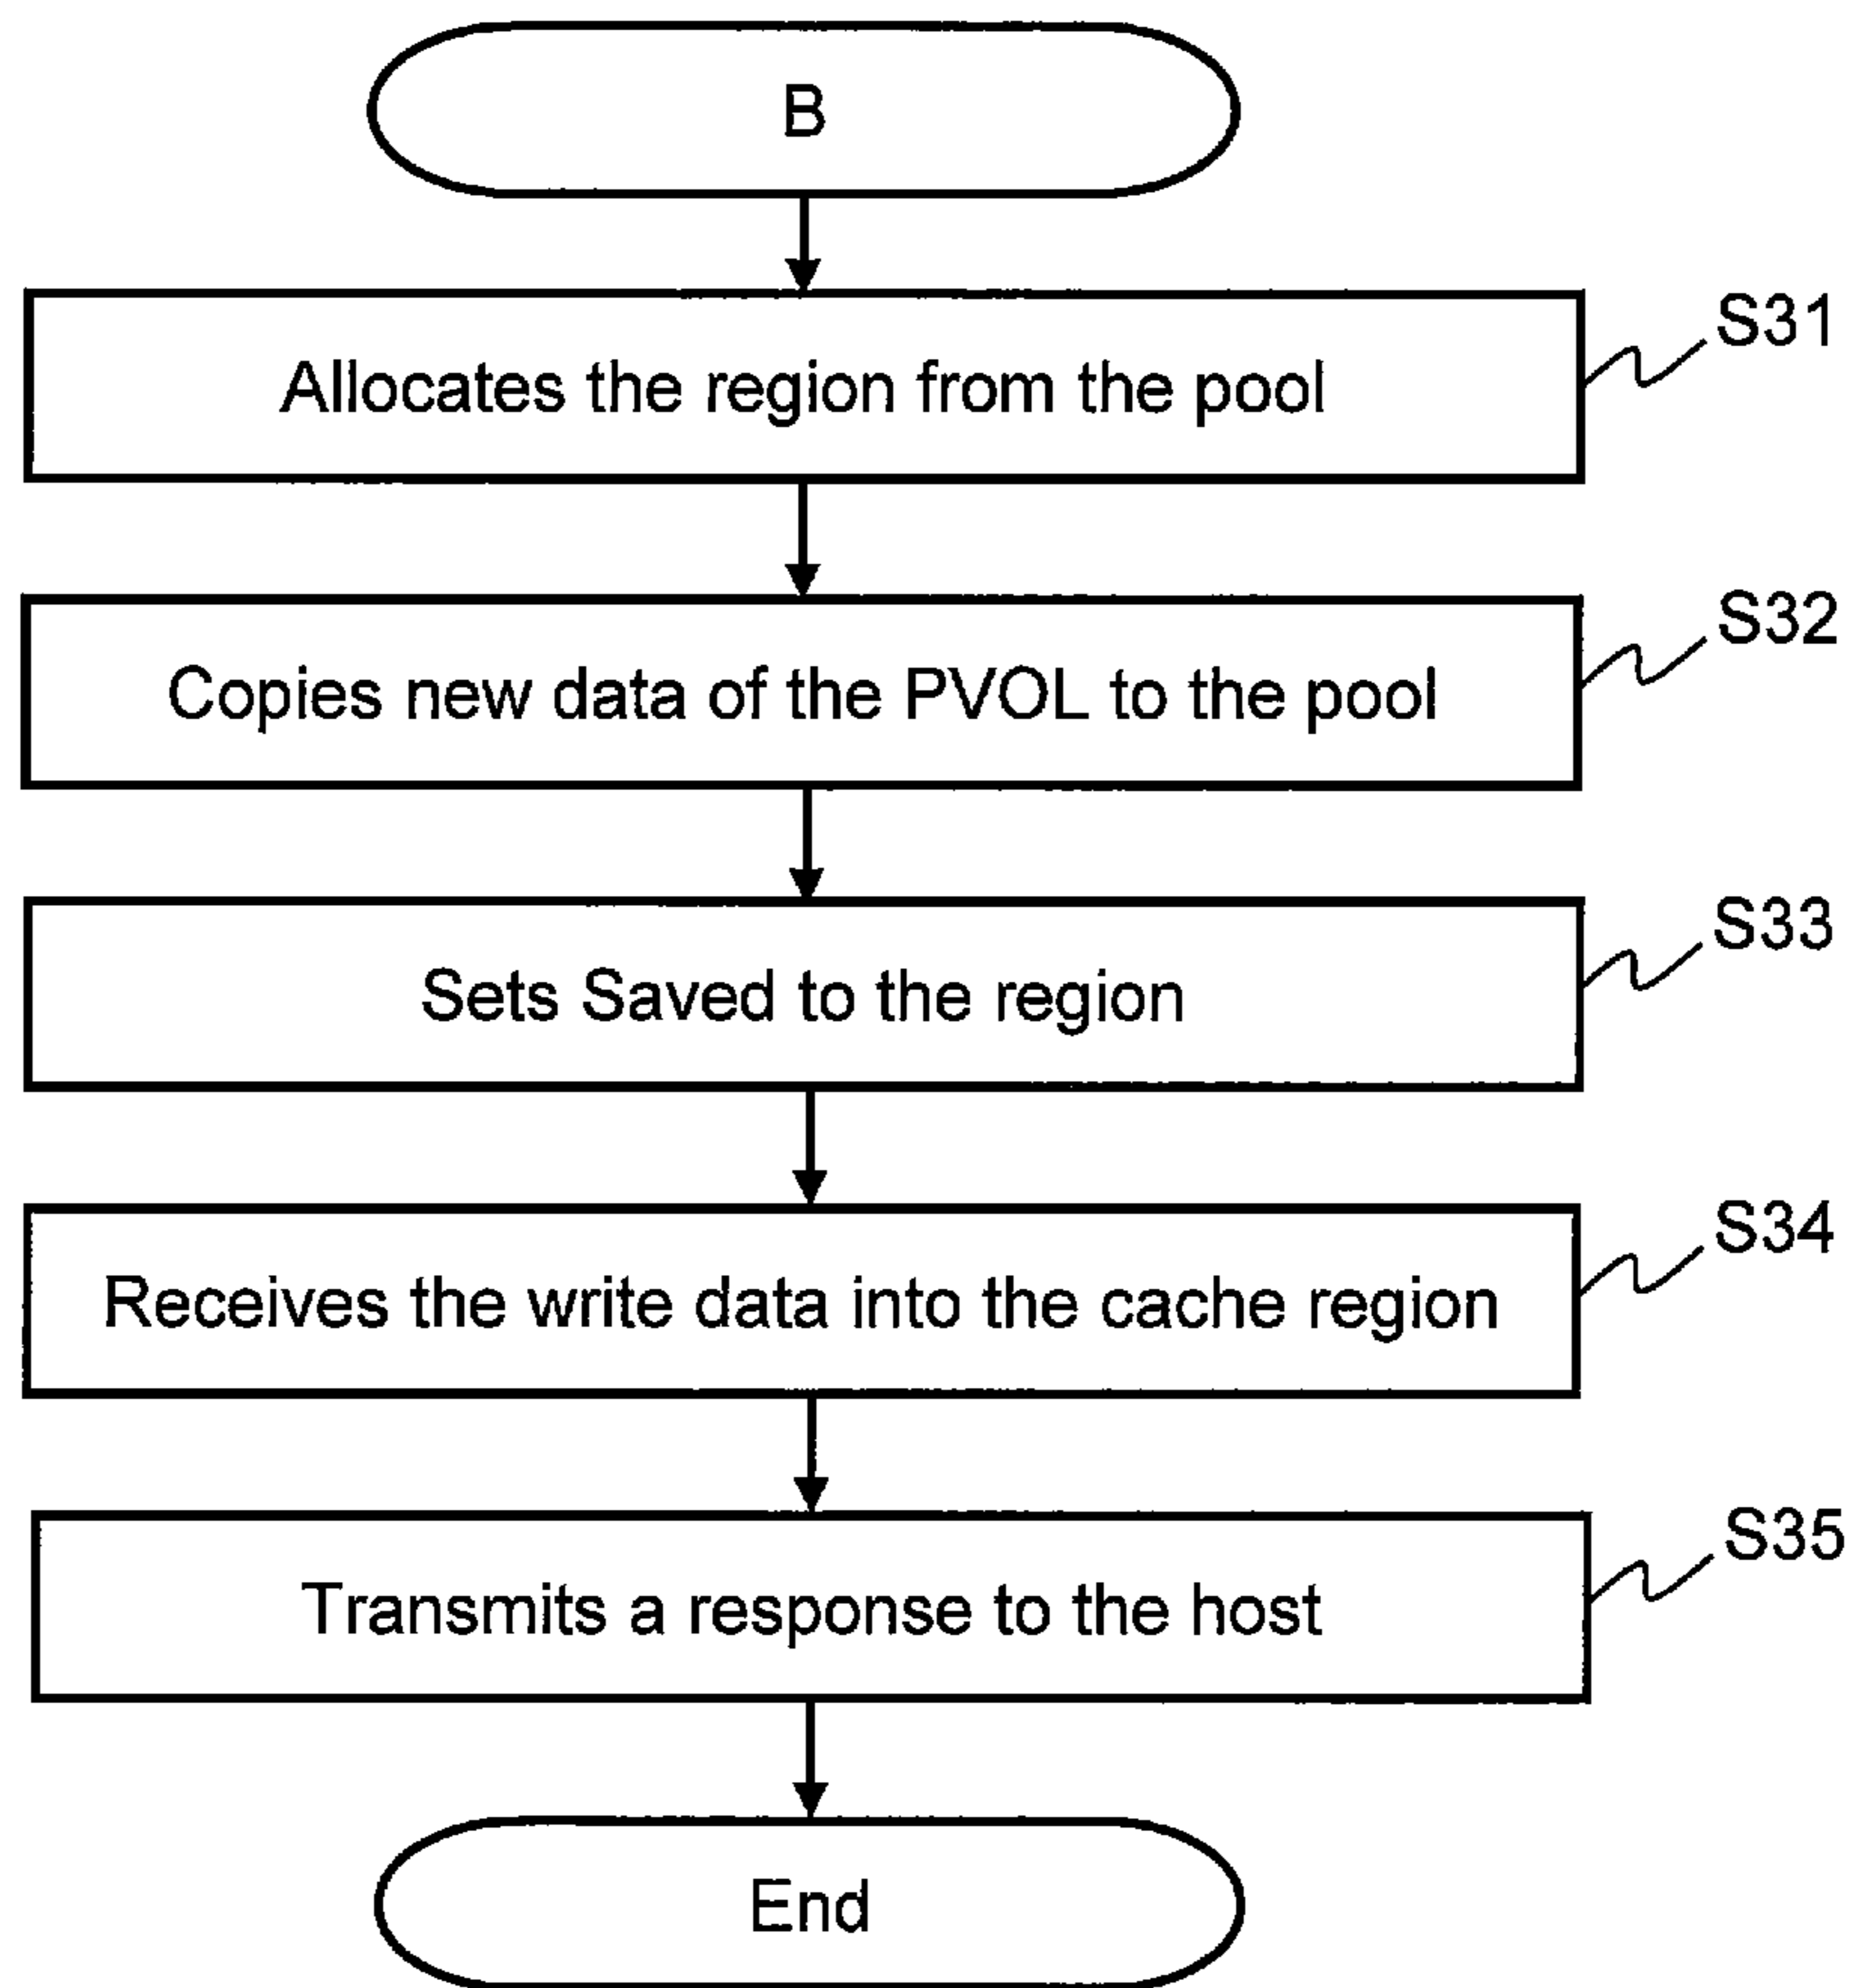 B
S31
Allocates the region from the pool
S32
Copies new data of the PVOL to the pool
S33
Sets Saved to the region
S34
Receives the write data into the cache region
S35
Transmits a response to the host
End